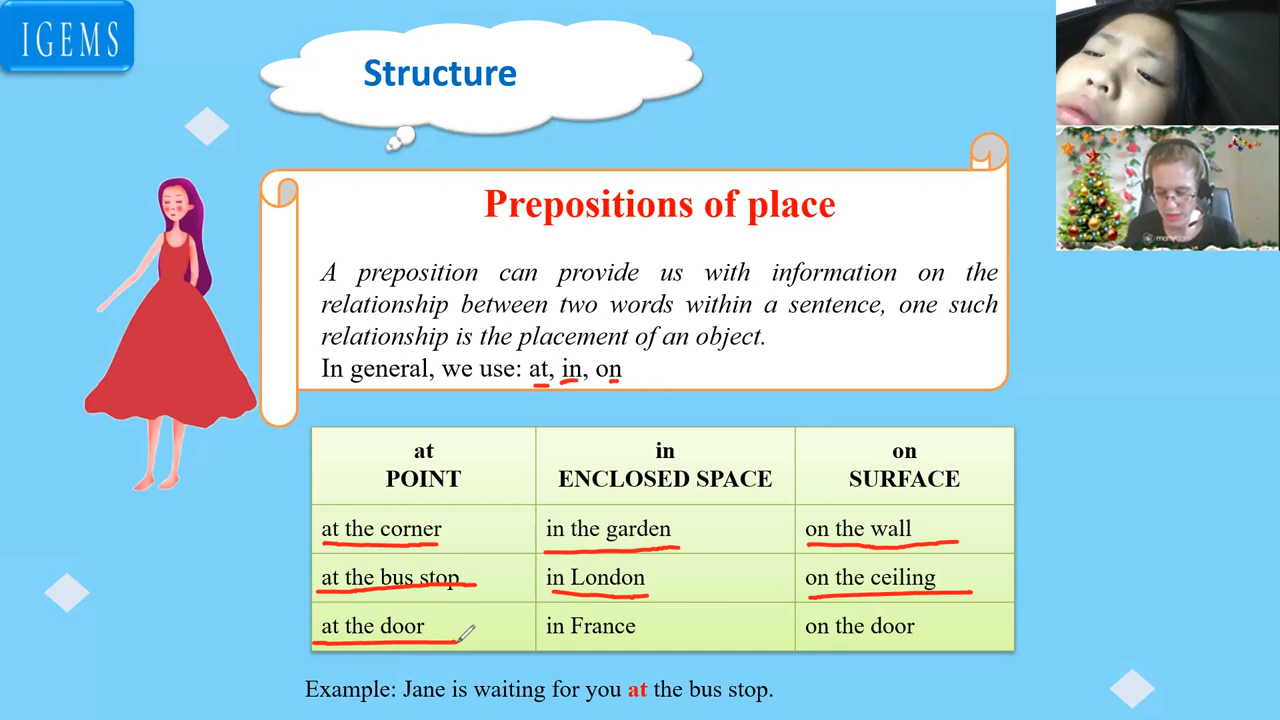 IGEMS
Structure
Prepositions of place
A preposition can provide us with information on the
relationship between two words within a sentence, one such
relationship is the placement of an object.
In general, we use: at, in, on
at
POINT
in
ENCLOSED SPACE
on
SURFACE
at the corner
in the garden
on the wall
at the bus stop
in London
on the ceiling
at the door
in France
on the door
Example: Jane is waiting for you at the bus stop.